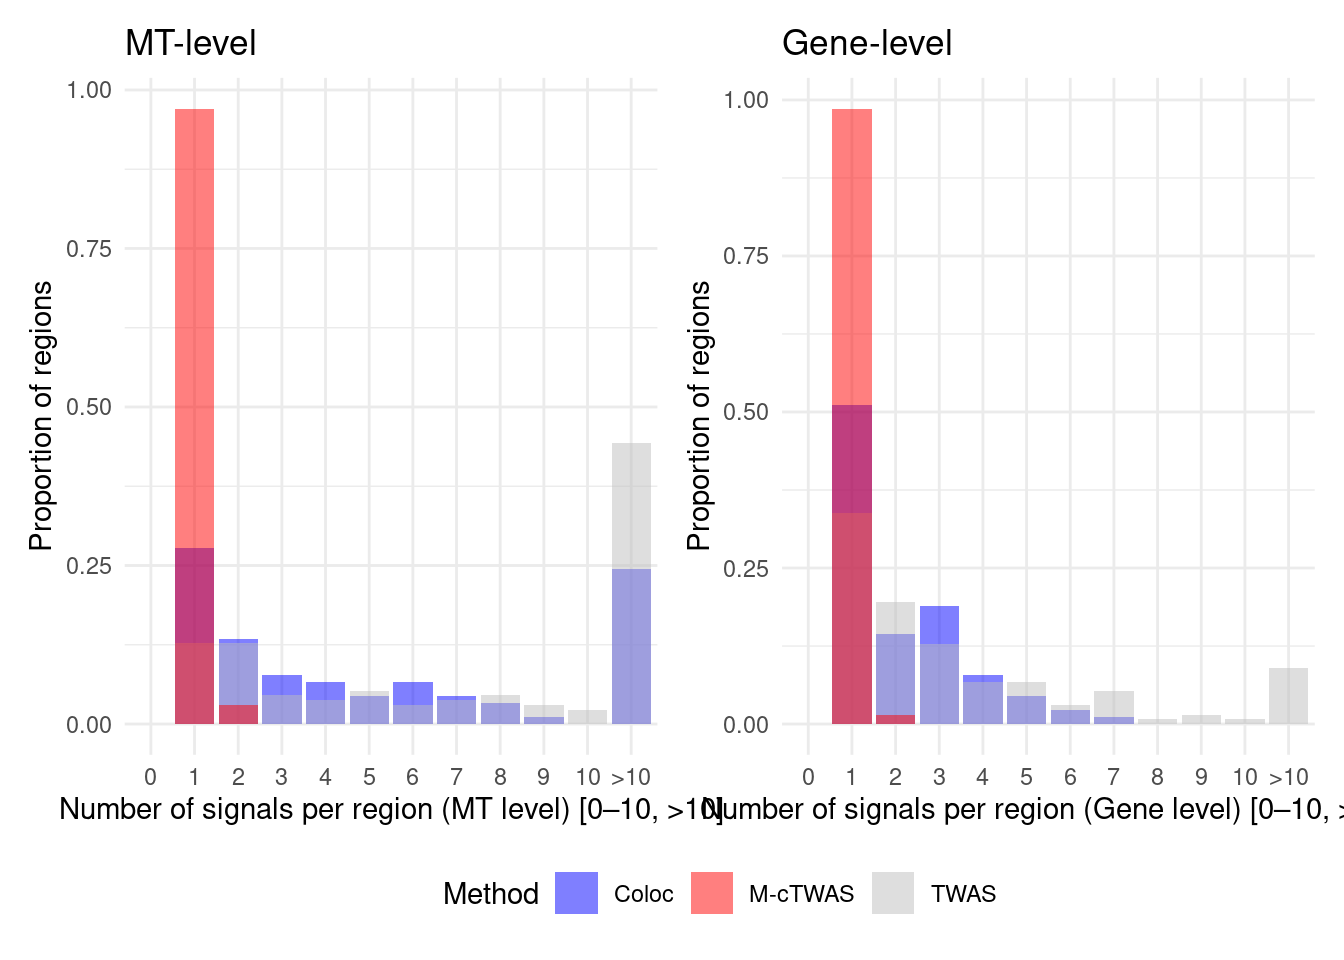 MT-level
Gene-level
Proportion of regions
1.00
0.75
0.50
0.25
0.00
0 1 2 3 4 5 6 7 8 9 10 >10
Number of signals per region (MT level) [0–10, >10]
Proportion of regions
1.00
0.75
0.50
0.25
0.00
0 1 2 3 4 5 6 7 8 9 10 >10
Number of signals per region (Gene level) [0–10, >
Method Coloc M-cTWAS TWAS